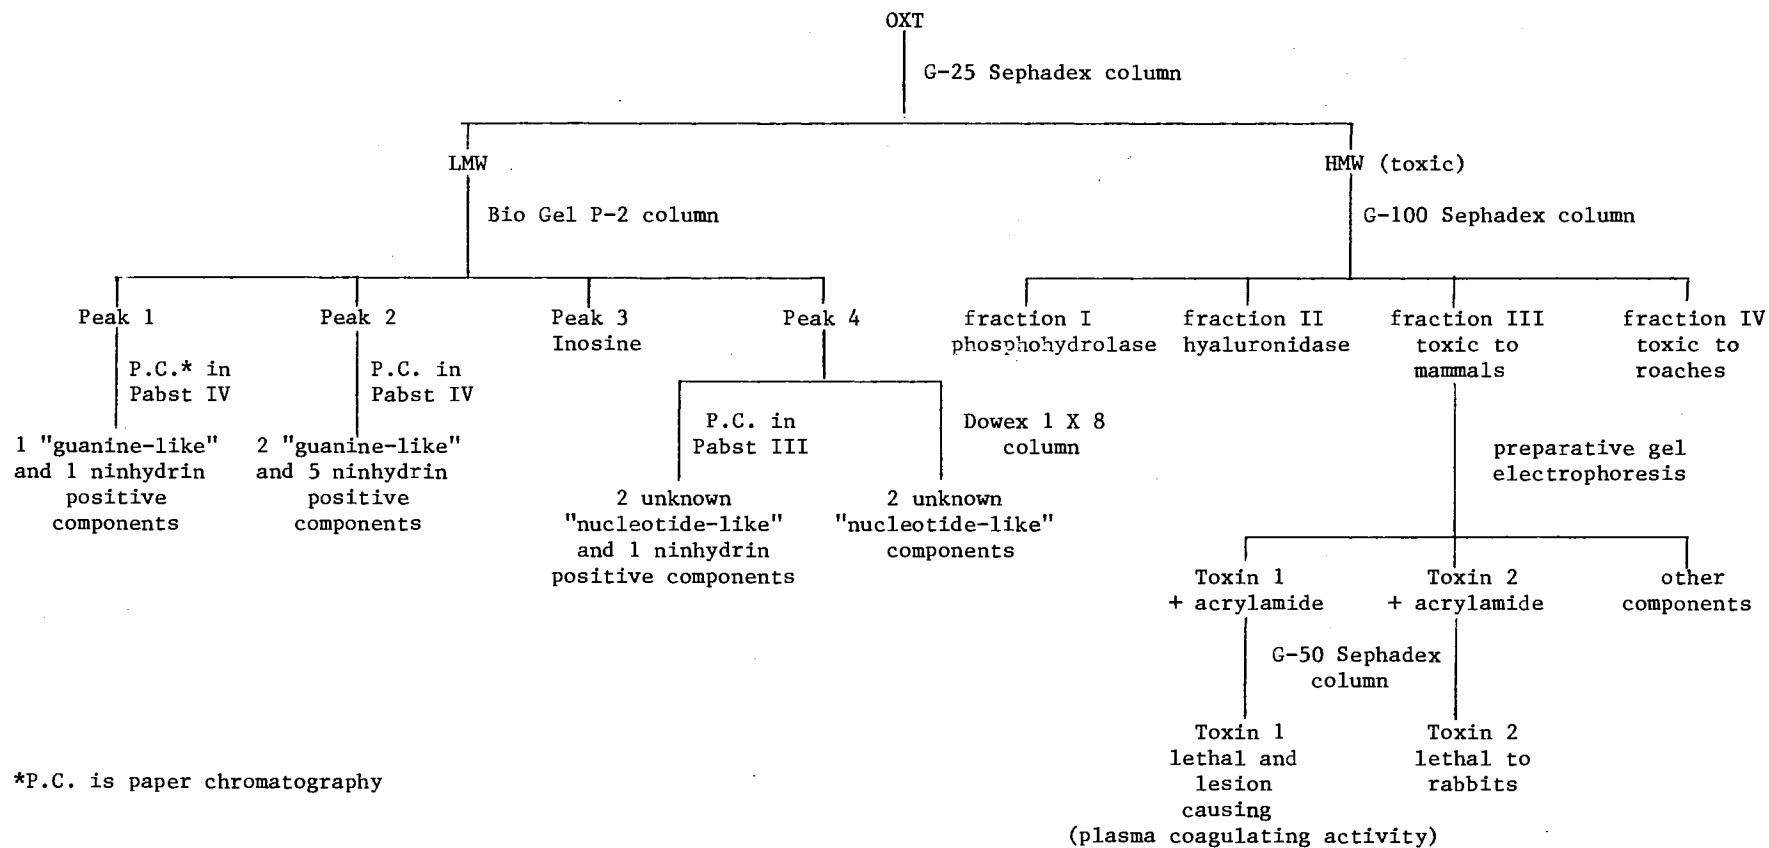 OXT
G-25 Sephadex column
LMW
HMW (toxic)
Bio Gel P-2 column
G-100 Sephadex column
Peak 1
Peak 2
Peak 3
Inosine
Peak 4
fraction I
phosphohydrolase
fraction II
hyaluronidase
fraction III
toxic to
mammals
fraction IV
toxic to
roaches
P.C.* in
Pabst IV
P.C. in
Pabst IV
P.C. in
Pabst III
Dowex 1 X 8
column
1 "guanine-like"
and 1 ninhydrin
positive
components
2 "guanine-like"
and 5 ninhydrin
positive
components
preparative gel
electrophoresis
2 unknown
"nucleotide-like"
and 1 ninhydrin
positive components
2 unknown
"nucleotide-like"
components
Toxin 1
+ acrylamide
Toxin 2
+ acrylamide
other
components
G-50 Sephadex
column
Toxin 1
lethal and
lesion
causing
(plasma coagulating activity)
Toxin 2
lethal to
rabbits
*P.C. is paper chromatography